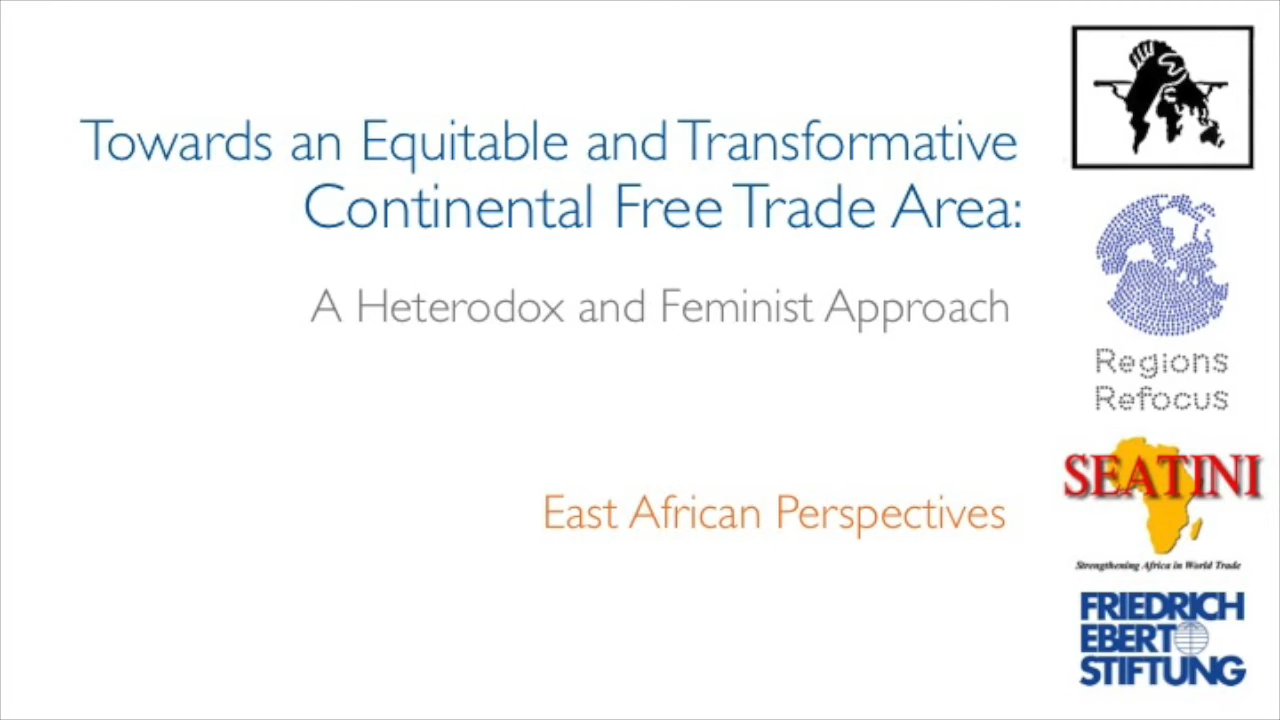 Towards an Equitable and Transformative
Continental Free Trade Area:
A Heterodox and Feminist Approach
East African Perspectives
Regions
Refocus
SEATINI
Strengthening Africa in World Trade
FRIEDRICH
EBERT
STIFTUNG